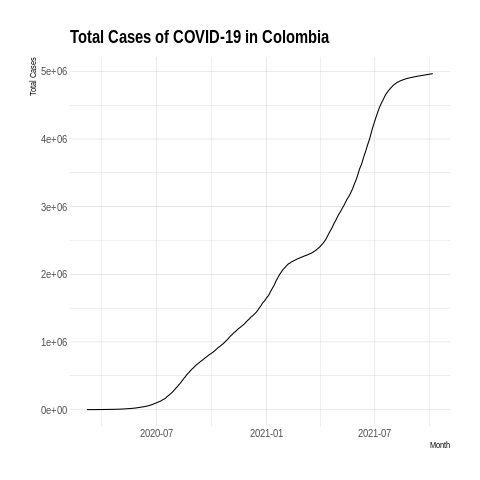 Total Cases of COVID-19 in Colombia
Total Cases
5e+06
4e+06
3e+06
2e+06
1e+06
0e+00
2020-07 2021-01 2021-07
Month